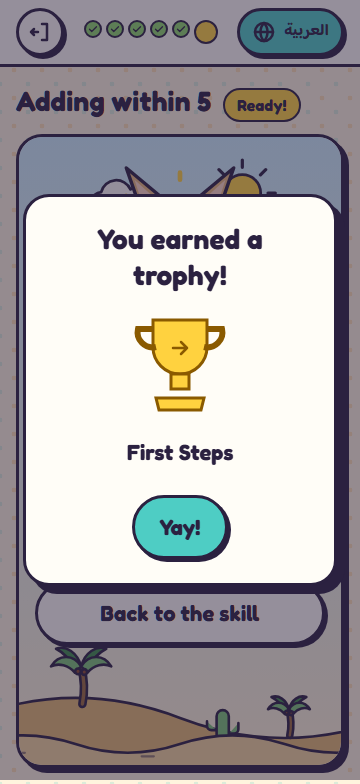 العربية
Adding within 5
Ready!
You earned a
trophy!
First Steps
Yay!
Back to the skill